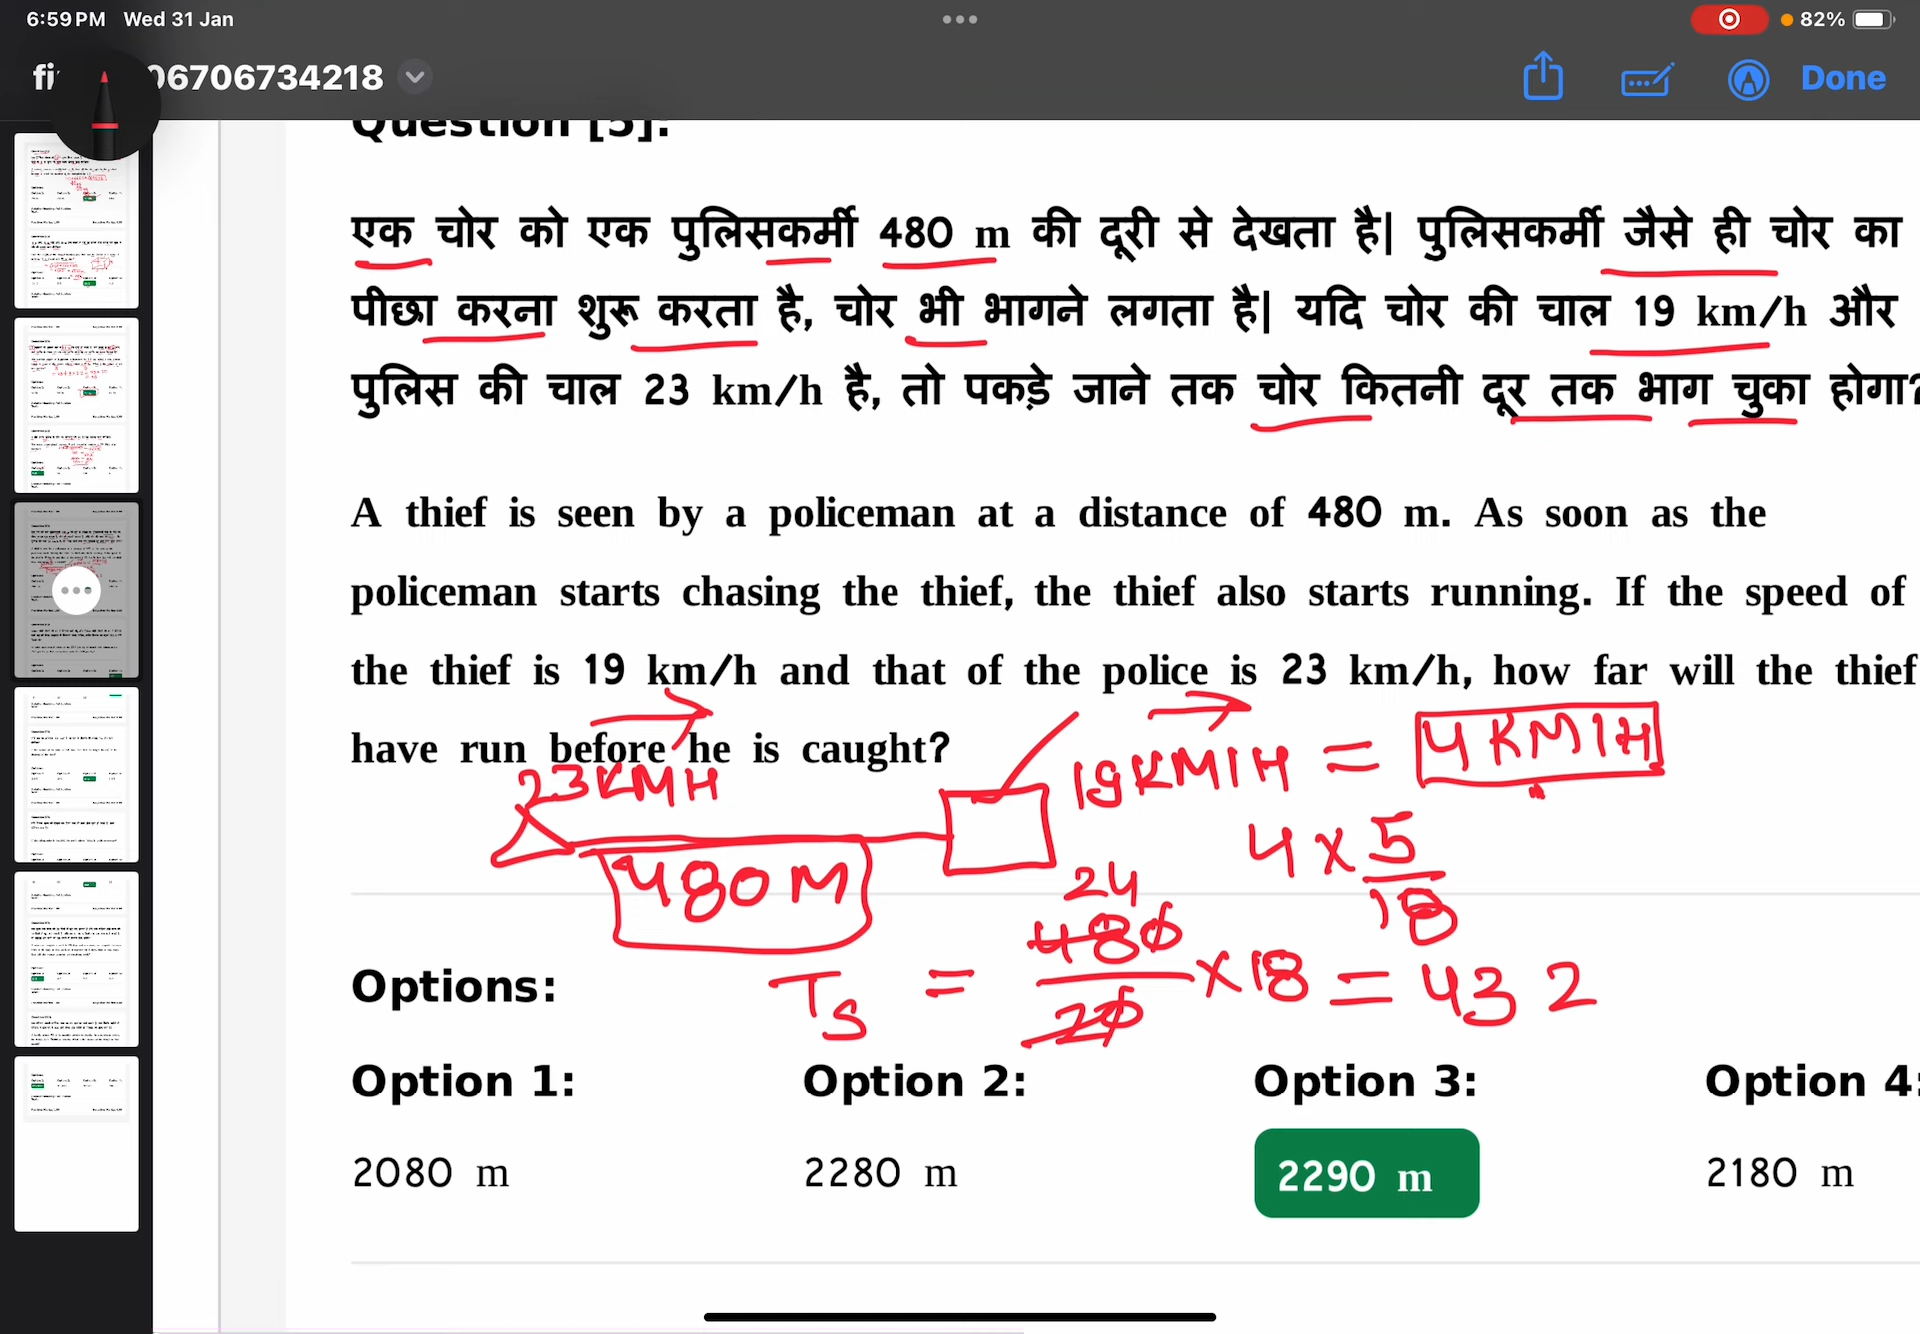 6:59 PM Wed 31 Jan
82%
fi 06706734218
Done
Question [5]:
एक चोर को एक पुलिसकर्मी 480 m की दूरी से देखता है| पुलिसकर्मी जैसे ही चोर का
पीछा करना शुरू करता है, चोर भी भागने लगता है| यदि चोर की चाल 19 km/h और
पुलिस की चाल 23 km/h है, तो पकड़े जाने तक चोर कितनी दूर तक भाग चुका होगा?
A thief is seen by a policeman at a distance of 480 m. As soon as the
policeman starts chasing the thief, the thief also starts running. If the speed of
the thief is 19 km/h and that of the police is 23 km/h, how far will the thief
have run before he is caught?
23KMH 19KM/H = 4KM/H
480M
4 × 5/18
24
TS = 480/20 × 18 = 432
Options:
Option 1: Option 2: Option 3: Option 4:
2080 m 2280 m 2290 m 2180 m